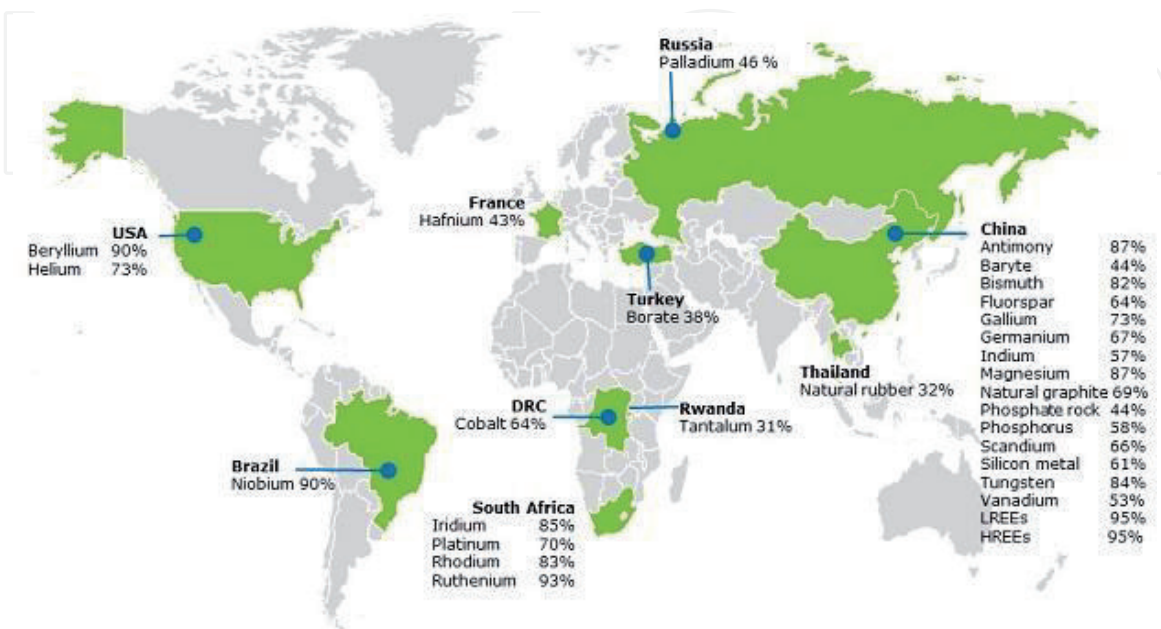 Russia
Palladium 46 %
France
Hafnium 43%
USA
Beryllium 90%
Helium 73%
China
Antimony 87%
Baryte 44%
Bismuth 82%
Fluorspar 64%
Gallium 73%
Germanium 67%
Indium 57%
Magnesium 87%
Natural graphite 69%
Phosphate rock 44%
Phosphorus 58%
Scandium 66%
Silicon metal 61%
Tungsten 84%
Vanadium 53%
LREEs 95%
HREEs 95%
Turkey
Borate 38%
Thailand
Natural rubber 32%
DRC
Cobalt 64%
Rwanda
Tantalum 31%
Brazil
Niobium 90%
South Africa
Iridium 85%
Platinum 70%
Rhodium 83%
Ruthenium 93%